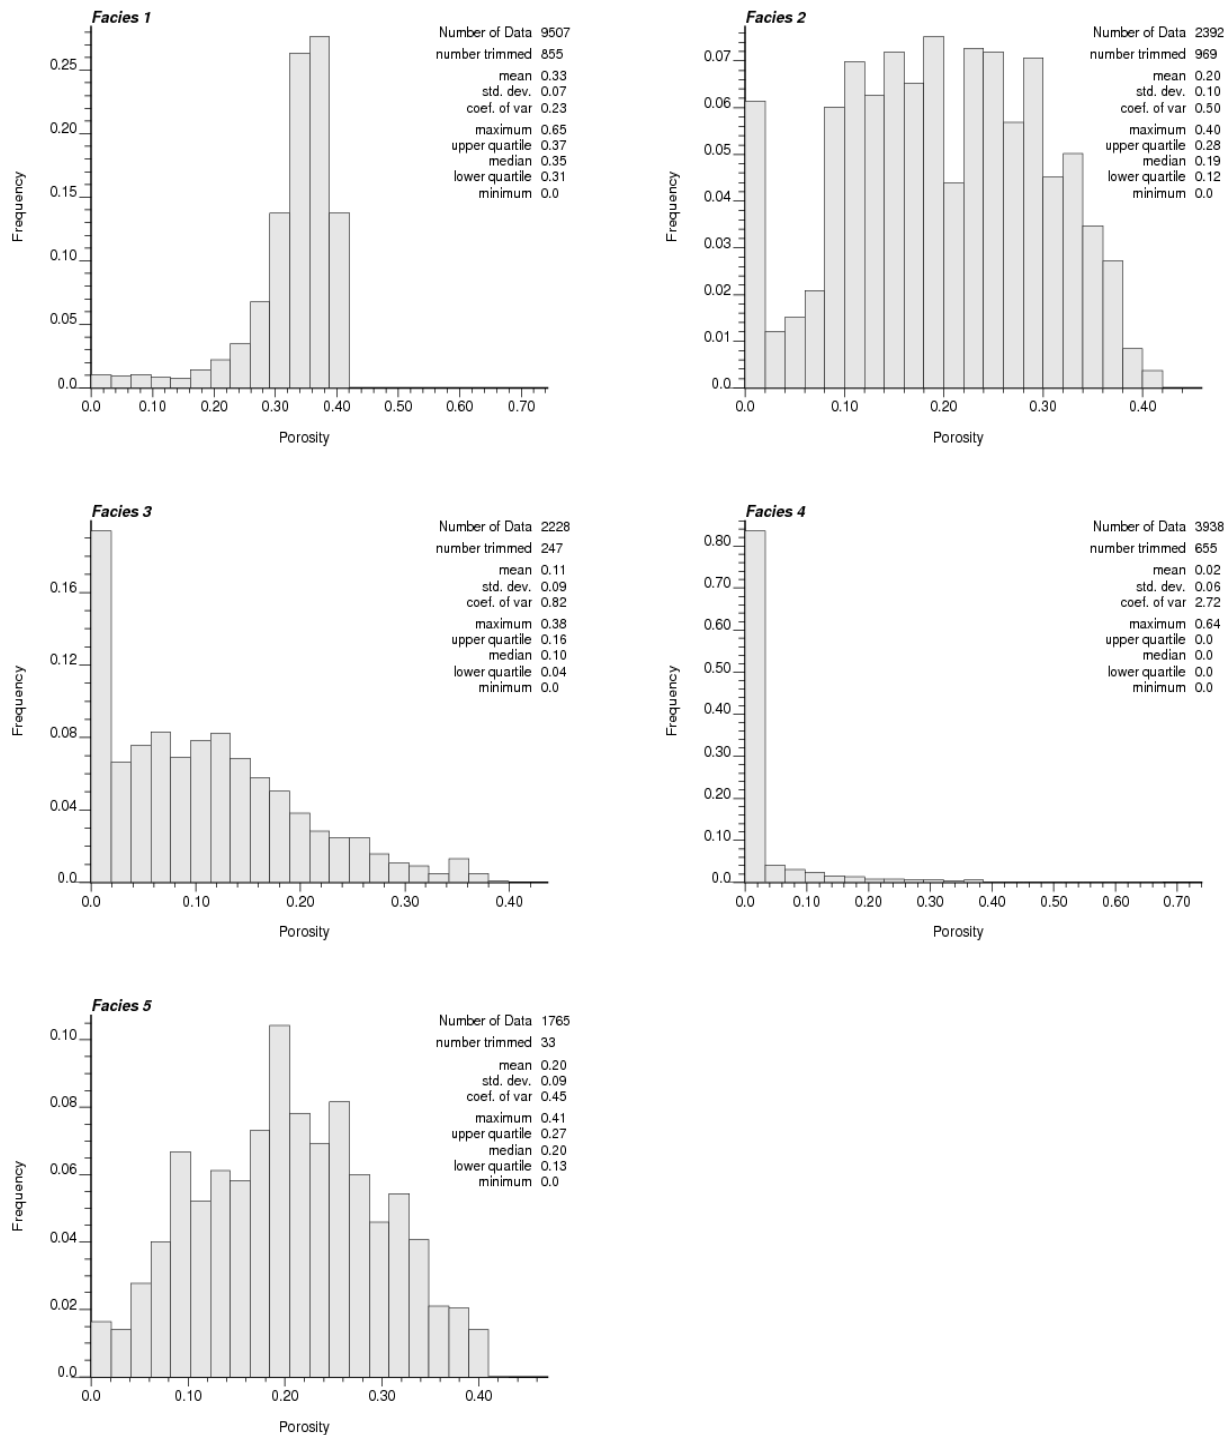 Facies 1
Number of Data 9507
number trimmed 855
mean 0.33
std. dev. 0.07
coef. of var 0.23
maximum 0.65
upper quartile 0.37
median 0.35
lower quartile 0.31
minimum 0.0
Frequency
0.25
0.20
0.15
0.10
0.05
0.0
0.0 0.10 0.20 0.30 0.40 0.50 0.60 0.70
Porosity
Facies 2
Number of Data 2392
number trimmed 969
mean 0.20
std. dev. 0.10
coef. of var 0.50
maximum 0.40
upper quartile 0.28
median 0.19
lower quartile 0.12
minimum 0.0
Frequency
0.07
0.06
0.05
0.04
0.03
0.02
0.01
0.0
0.0 0.10 0.20 0.30 0.40
Porosity
Facies 3
Number of Data 2228
number trimmed 247
mean 0.11
std. dev. 0.09
coef. of var 0.82
maximum 0.38
upper quartile 0.16
median 0.10
lower quartile 0.04
minimum 0.0
Frequency
0.16
0.12
0.08
0.04
0.0
0.0 0.10 0.20 0.30 0.40
Porosity
Facies 4
Number of Data 3938
number trimmed 655
mean 0.02
std. dev. 0.06
coef. of var 2.72
maximum 0.64
upper quartile 0.0
median 0.0
lower quartile 0.0
minimum 0.0
Frequency
0.80
0.70
0.60
0.50
0.40
0.30
0.20
0.10
0.0
0.0 0.10 0.20 0.30 0.40 0.50 0.60 0.70
Porosity
Facies 5
Number of Data 1765
number trimmed 33
mean 0.20
std. dev. 0.09
coef. of var 0.45
maximum 0.41
upper quartile 0.27
median 0.20
lower quartile 0.13
minimum 0.0
Frequency
0.10
0.08
0.06
0.04
0.02
0.0
0.0 0.10 0.20 0.30 0.40
Porosity